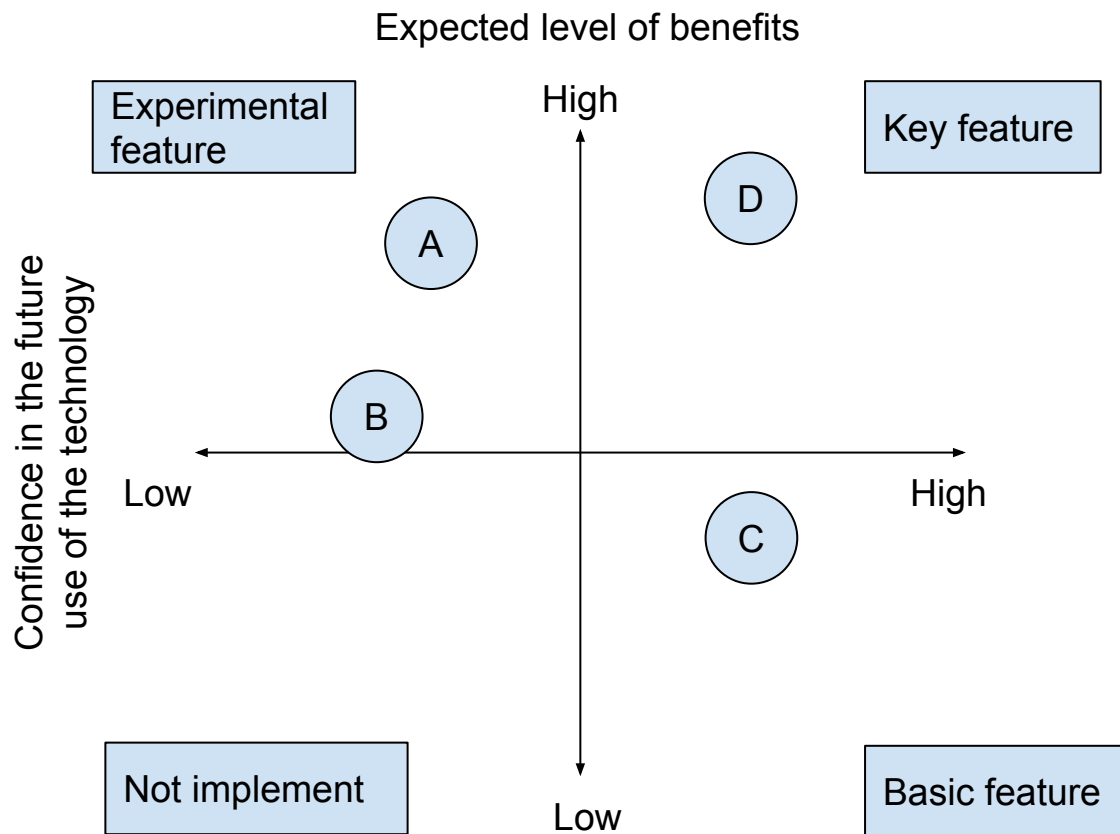 Expected level of benefits
Experimental
feature
High
Key feature
D
A
Confidence in the future
use of the technology
B
Low
High
C
Not implement
Low
Basic feature